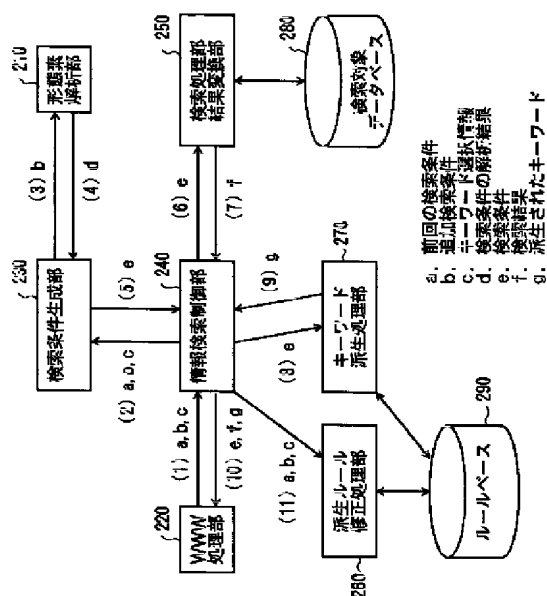 230
検索条件生成部
(3) b
(4) d
210
形態素
解析部
(2) a, b, c
(5) e
220
WWW
処理部
(1) a, b, c
(10) e, f, g
240
情報検索制御部
(6) e
(7) f
250
検索処理部
結果変換部
280
検索対象
データベース
(11) a, b, c
(8) e
(9) g
260
派生ルール
修正処理部
270
キーワード
派生処理部
290
ルールベース
a. 前回の検索条件
b. 追加検索条件
c. キーワード選択情報
d. 検索条件の解析結果
e. 検索条件
f. 検索結果
g. 派生されたキーワード